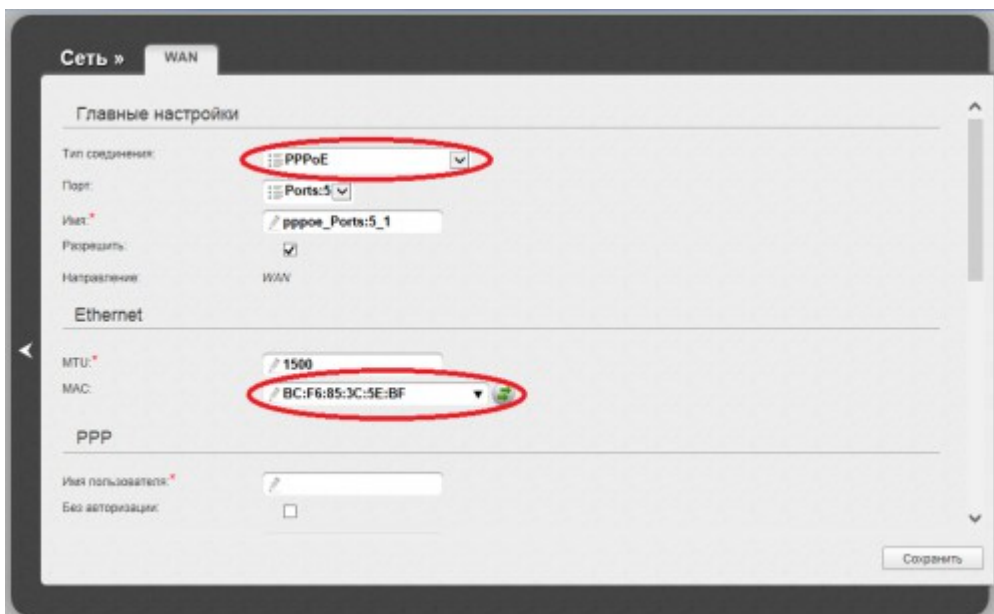 Сеть » WAN
Главные настройки
Тип соединения: PPPoE
Порт: Ports:5
Имя:* pppoe_Ports:5_1
Разрешить:
Направление: WAN
Ethernet
MTU:* 1500
MAC: BC:F6:85:3C:5E:BF
PPP
Имя пользователя:*
Без авторизации:
Сохранить